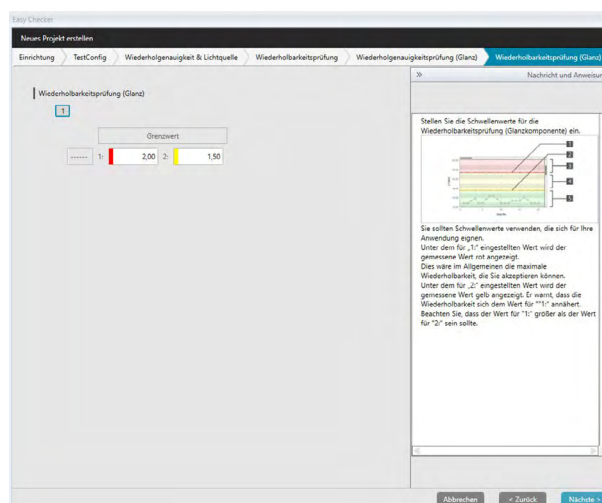 Easy Checker
Neues Projekt erstellen
Einrichtung
TestConfig
Wiederholgenauigkeit & Lichtquelle
Wiederholbarkeitsprüfung
Wiederholgenauigkeitsprüfung (Glanz)
Wiederholbarkeitsprüfung (Glanz)
Wiederholbarkeitsprüfung (Glanz)
1
Grenzwert
------ 1: 2,00 2: 1,50
» Nachricht und Anweisun
Stellen Sie die Schwellenwerte für die
Wiederholbarkeitsprüfung (Glanzkomponente) ein.
1
2
3
4
5
Sie sollten Schwellenwerte verwenden, die sich für Ihre
Anwendung eignen.
Unter dem für „1:" eingestellten Wert wird der
gemessene Wert rot angezeigt.
Dies wäre im Allgemeinen die maximale
Wiederholbarkeit, die Sie akzeptieren können.
Unter dem für „2:" eingestellten Wert wird der
gemessene Wert gelb angezeigt. Er warnt, dass die
Wiederholbarkeit sich dem Wert für ""1:" annähert.
Beachten Sie, dass der Wert für "1:" größer als der Wert
für "2:" sein sollte.
Abbrechen
< Zurück
Nächste >